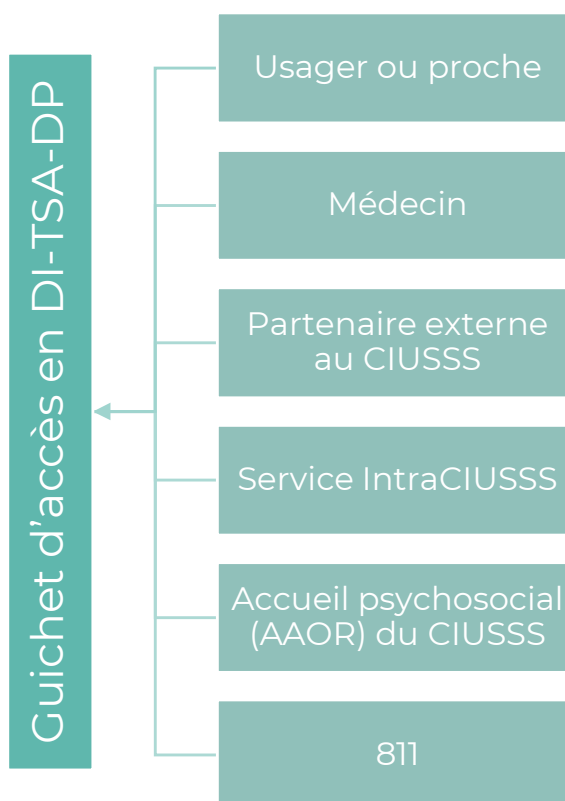 Guichet d'accès en DI-TSA-DP
Usager ou proche
Médecin
Partenaire externe
au CIUSSS
Service IntraCIUSSS
Accueil psychosocial
(AAOR) du CIUSSS
811